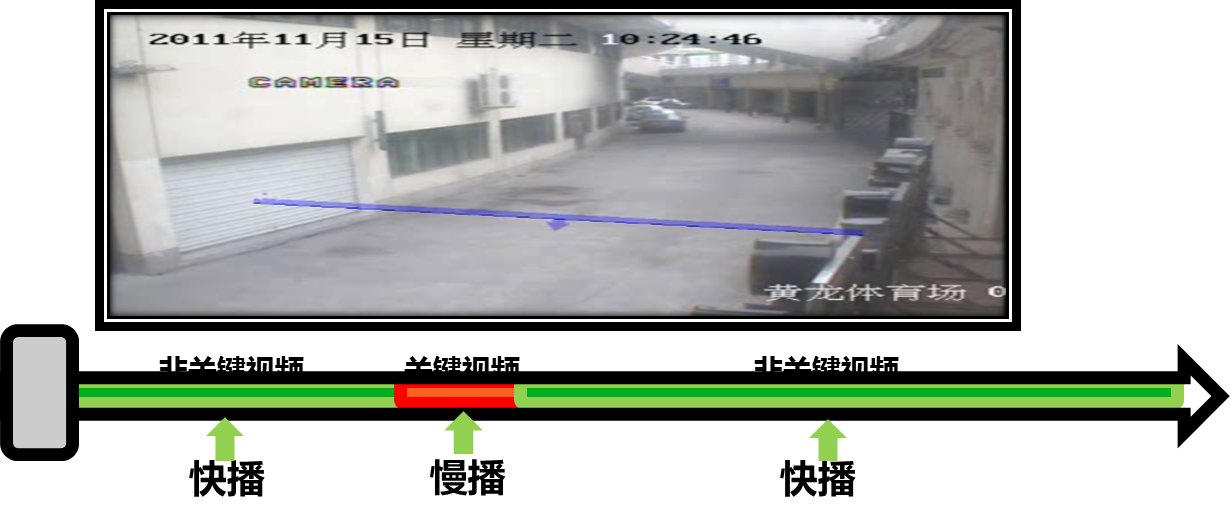 2011年11月15日 星期二 10:24:46
CAMERA
黄龙体育场 0
非关键视频 关键视频 非关键视频
快播 慢播 快播